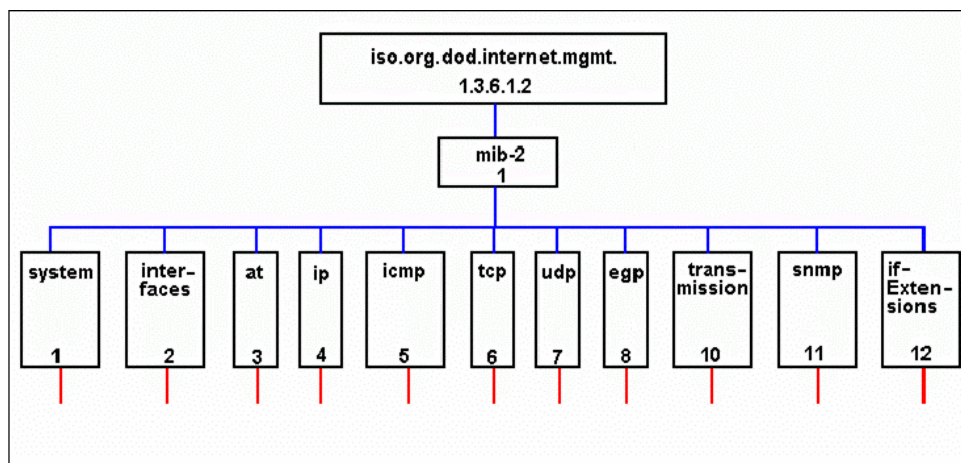 iso.org.dod.internet.mgmt.
1.3.6.1.2
mib-2
1
system
1
inter-
faces
2
at
3
ip
4
icmp
5
tcp
6
udp
7
egp
8
trans-
mission
10
snmp
11
if-
Exten-
sions
12